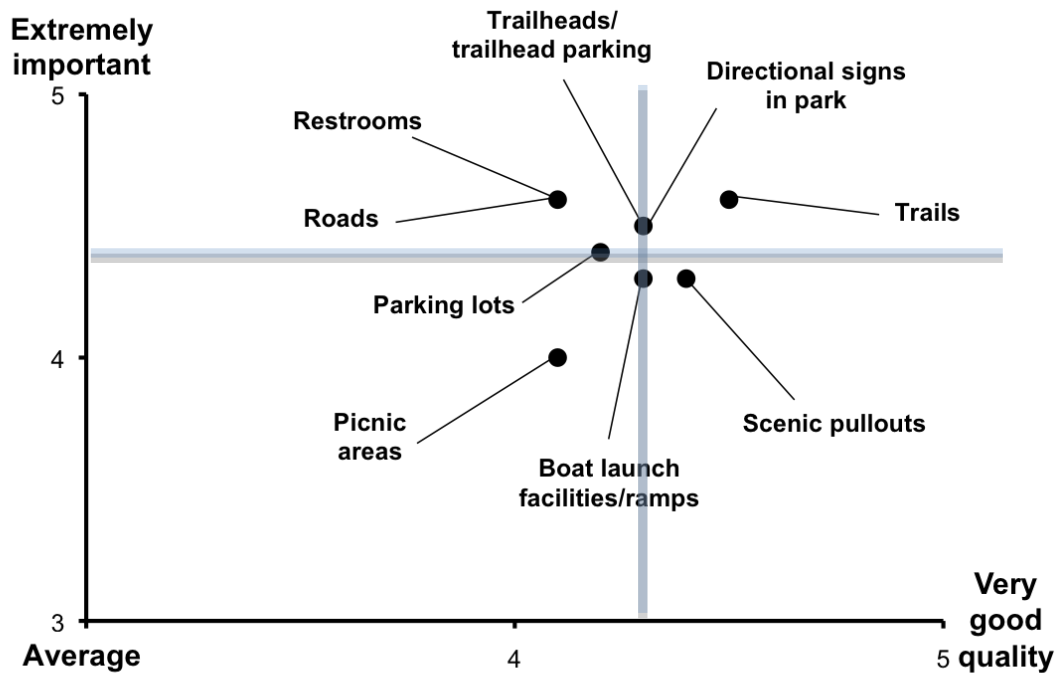 Extremely
important
Trailheads/
trailhead parking
Directional signs
in park
5
Restrooms
Roads
Trails
Parking lots
4
Picnic
areas
Scenic pullouts
Boat launch
facilities/ramps
3
Average
4
5
Very
good
quality